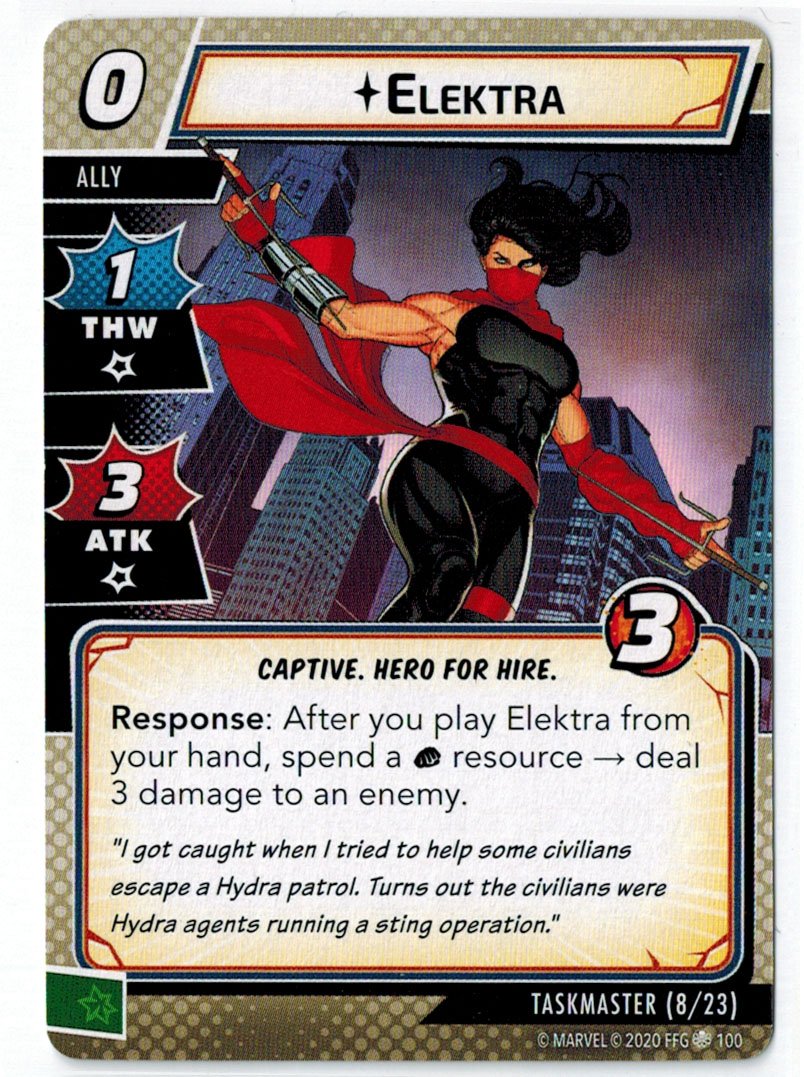 0
ELEKTRA
ALLY
1
THW
3
ATK
3
CAPTIVE. HERO FOR HIRE.
Response: After you play Elektra from
your hand, spend a resource → deal
3 damage to an enemy.
"I got caught when I tried to help some civilians
escape a Hydra patrol. Turns out the civilians were
Hydra agents running a sting operation."
TASKMASTER (8/23)
© MARVEL © 2020 FFG 100